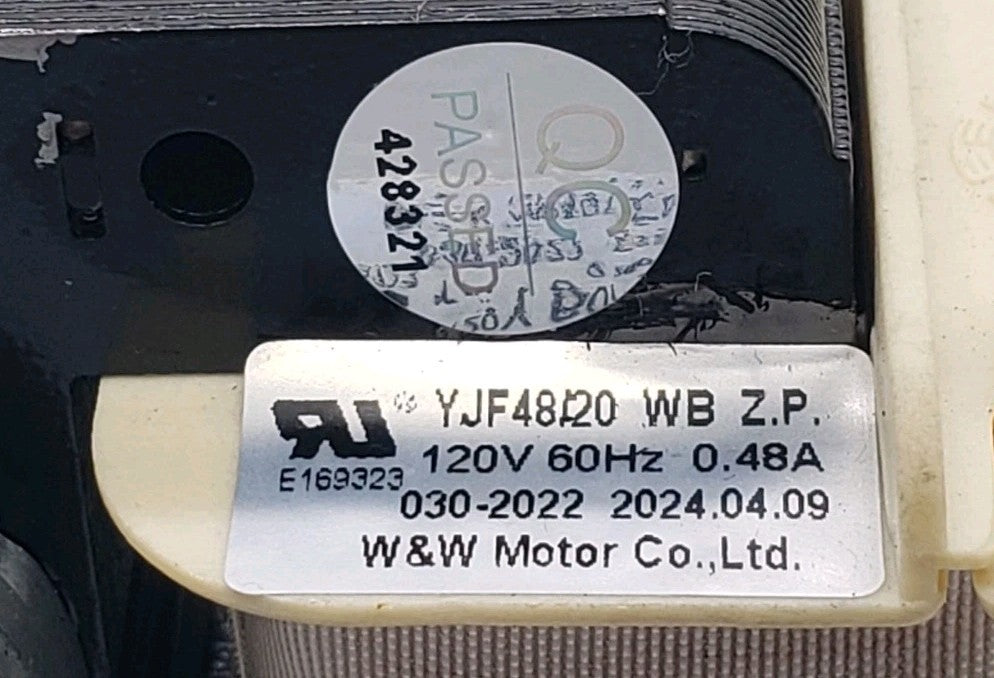 QC
PASSED
428321
YJF48/20 WB Z.P.
120V 60Hz 0.48A
E169323
030-2022 2024.04.09
W&W Motor Co.,Ltd.